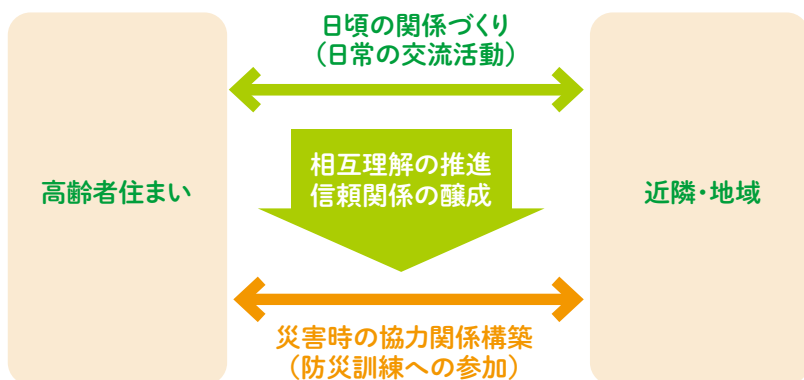 日頃の関係づくり
（日常の交流活動）
相互理解の推進
信頼関係の醸成
高齢者住まい
近隣・地域
災害時の協力関係構築
（防災訓練への参加）